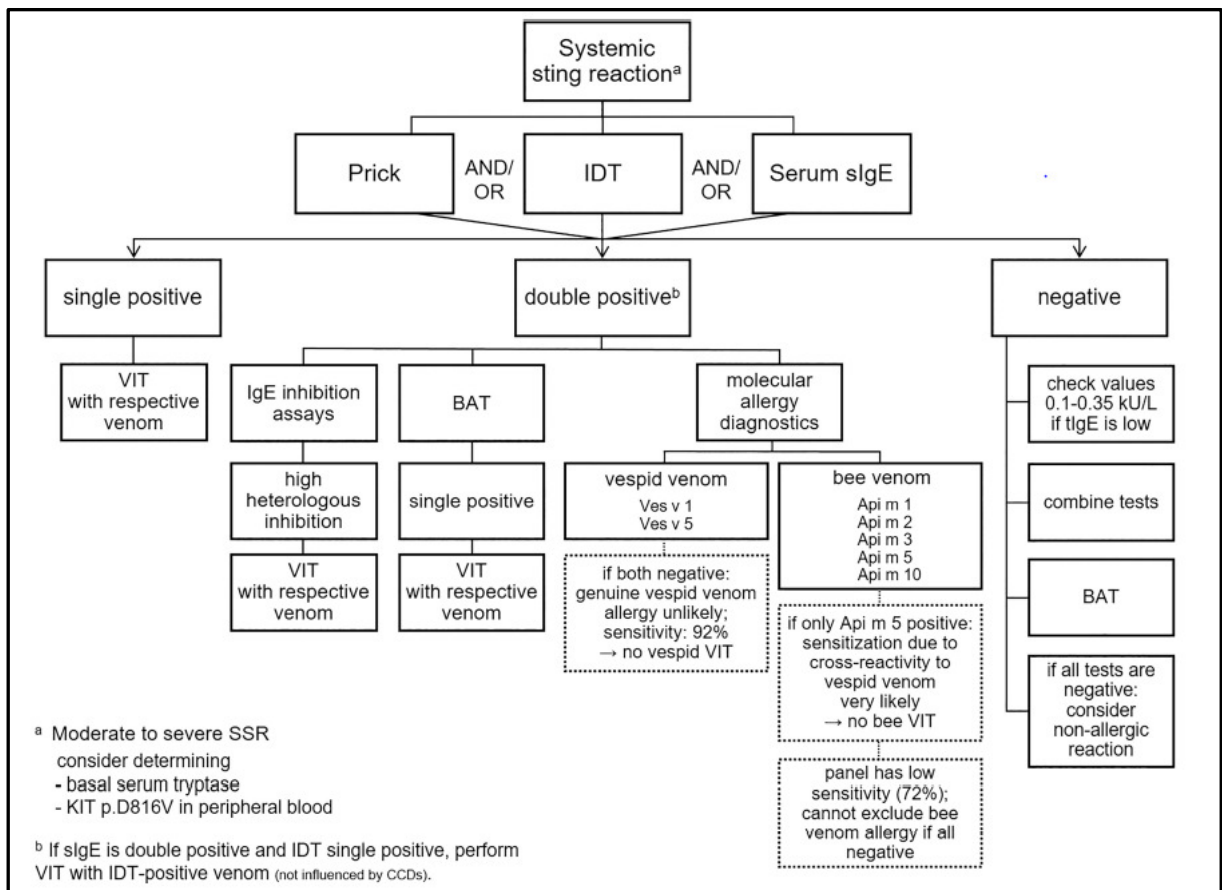 Systemic
sting reactionᵃ
Prick
AND/
OR
IDT
AND/
OR
Serum sIgE
single positive
double positiveᵇ
negative
VIT
with respective
venom
IgE inhibition
assays
BAT
molecular
allergy
diagnostics
check values
0.1-0.35 kU/L
if tIgE is low
high
heterologous
inhibition
single positive
vespid venom
Ves v 1
Ves v 5
bee venom
Api m 1
Api m 2
Api m 3
Api m 5
Api m 10
combine tests
VIT
with respective
venom
VIT
with respective
venom
if both negative:
genuine vespid venom
allergy unlikely;
sensitivity: 92%
→ no vespid VIT
if only Api m 5 positive:
sensitization due to
cross-reactivity to
vespid venom
very likely
→ no bee VIT
BAT
if all tests are
negative:
consider
non-allergic
reaction
panel has low
sensitivity (72%);
cannot exclude bee
venom allergy if all
negative
ᵃ Moderate to severe SSR
consider determining
- basal serum tryptase
- KIT p.D816V in peripheral blood
ᵇ If sIgE is double positive and IDT single positive, perform
VIT with IDT-positive venom (not influenced by CCDs).